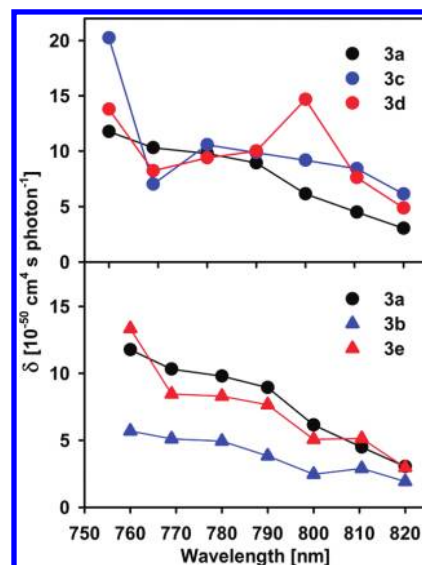 20
15
10
5
0
3a
3c
3d
15
10
5
0
3a
3b
3e
δ [10⁻⁵⁰ cm⁴ s photon⁻¹]
750 760 770 780 790 800 810 820
Wavelength [nm]